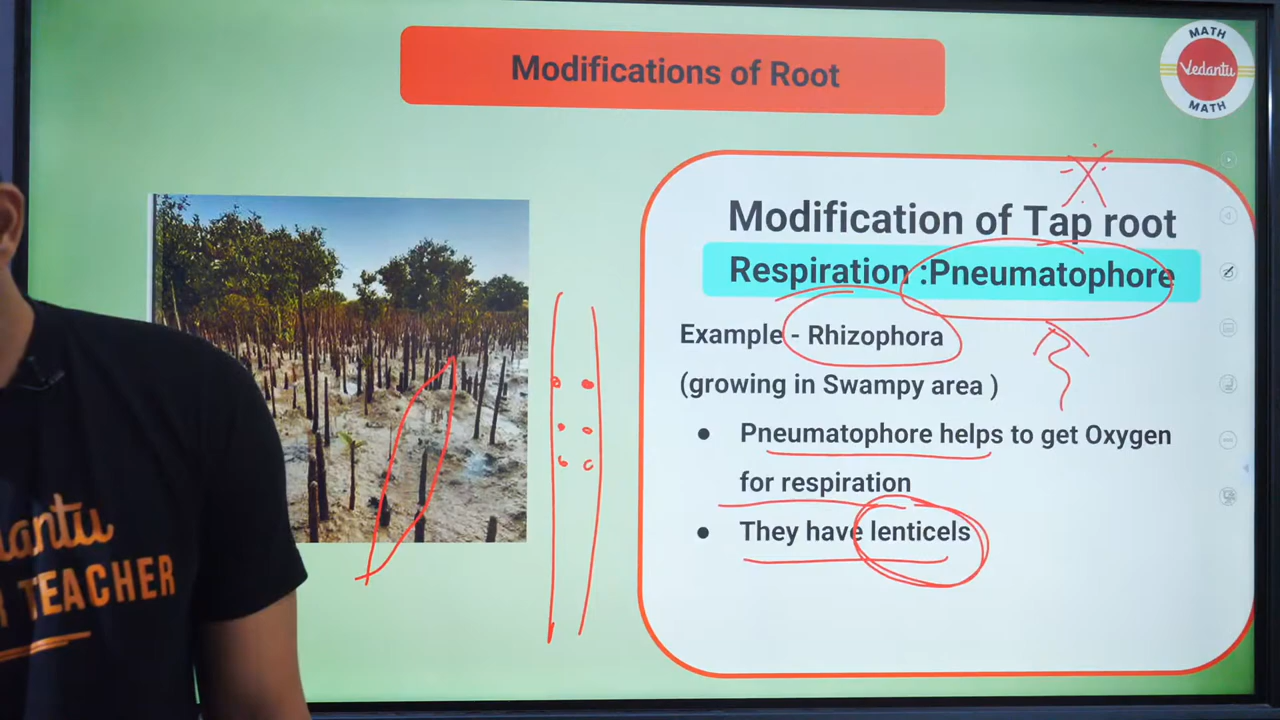 Modifications of Root
MATH
Vedantu
MATH
Modification of Tap root
Respiration :Pneumatophore
Example - Rhizophora
(growing in Swampy area )
● Pneumatophore helps to get Oxygen
for respiration
● They have lenticels
TEACHER